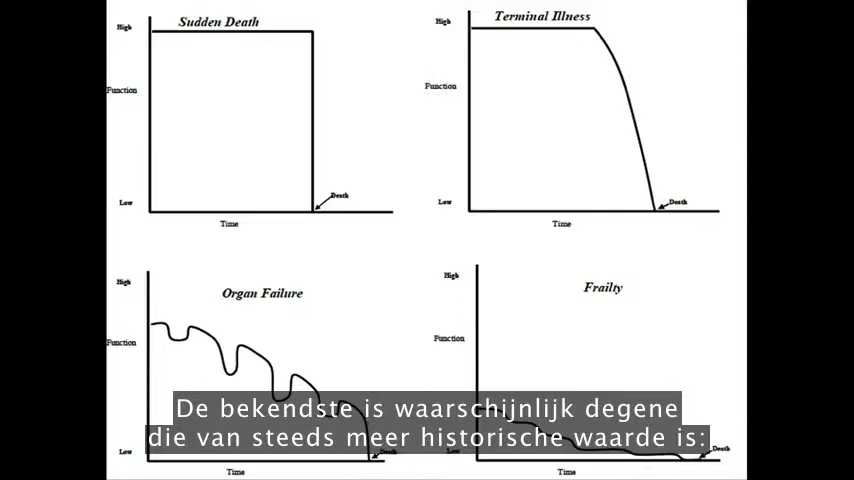 Sudden Death
High
Function
Low
Death
Time
Terminal Illness
High
Function
Low
Death
Time
Organ Failure
High
Function
Low
Death
Time
Frailty
High
Function
Low
Death
Time
De bekendste is waarschijnlijk degene
die van steeds meer historische waarde is: